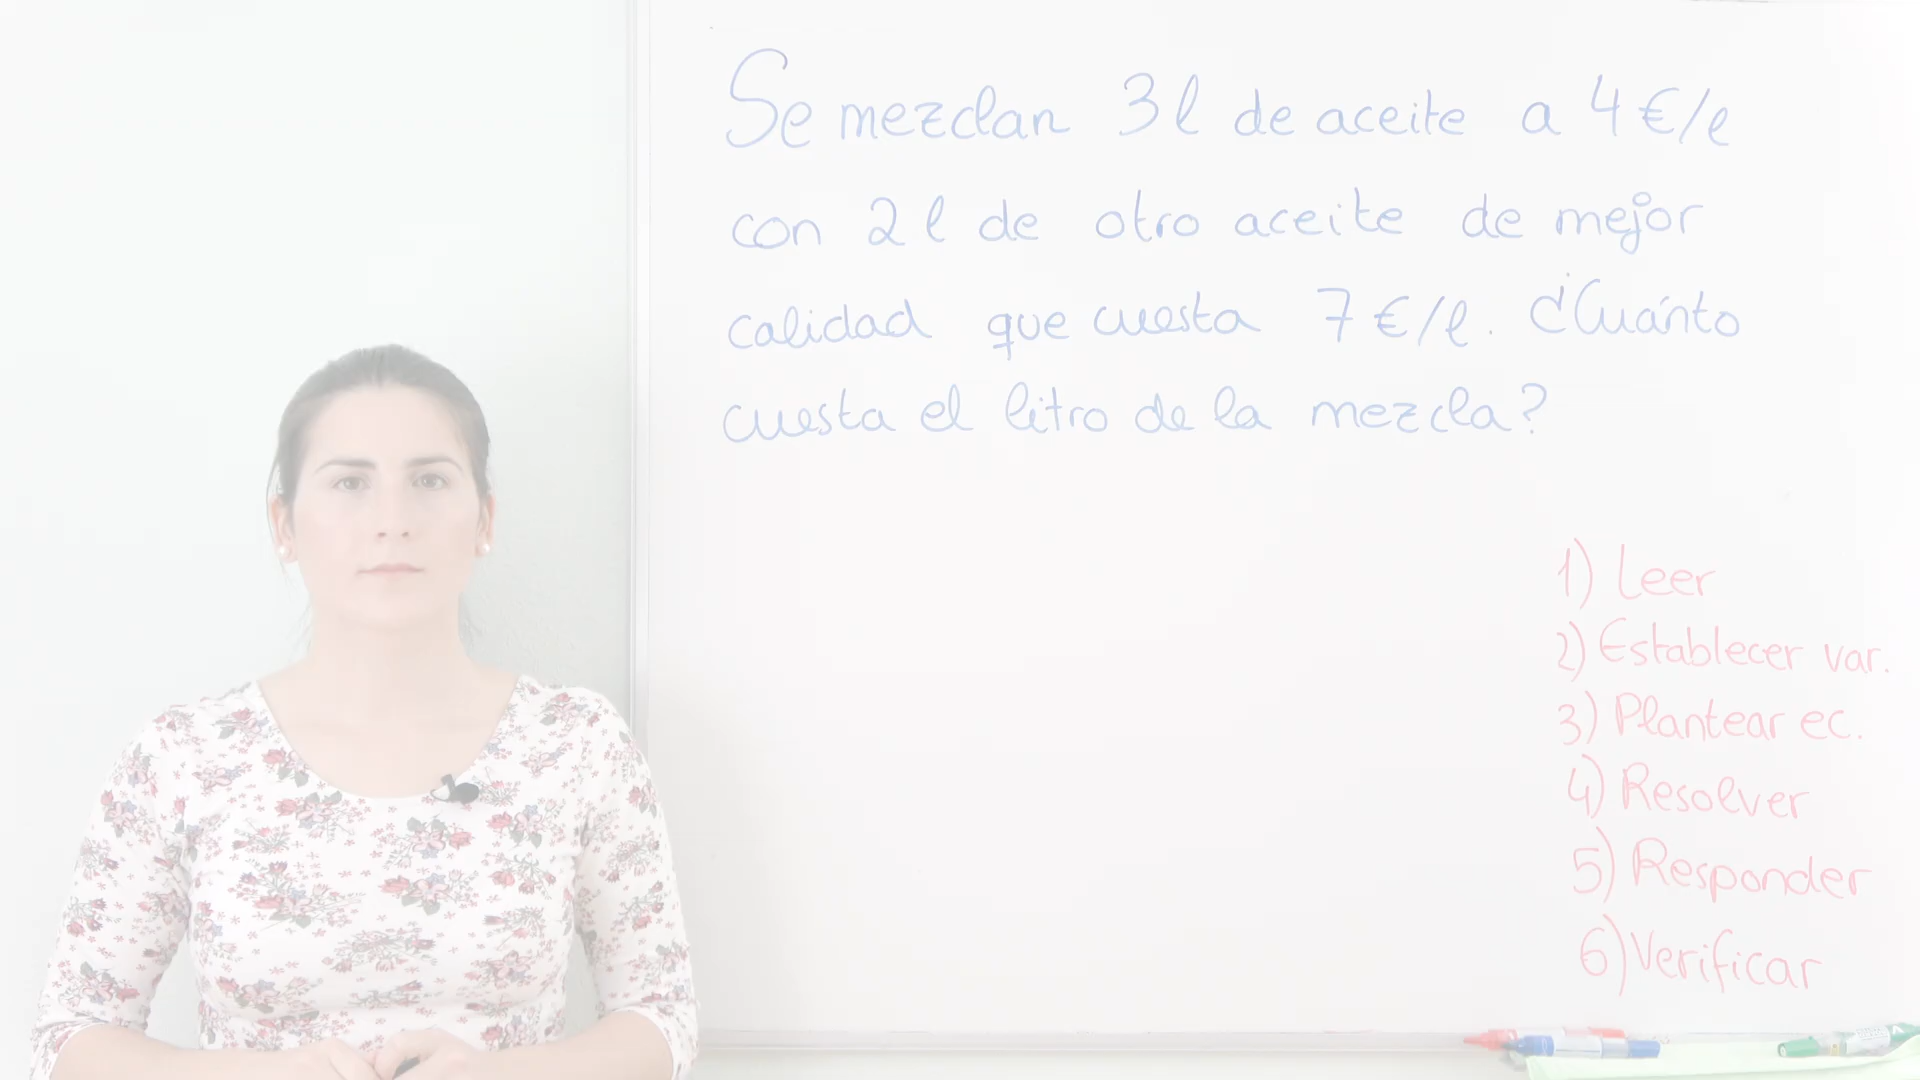 Se mezclan 3l de aceite a 4€/l
con 2l de otro aceite de mejor
calidad que cuesta 7€/l. ¿Cuánto
cuesta el litro de la mezcla?
1) Leer
2) Establecer var.
3) Plantear ec.
4) Resolver
5) Responder
6) Verificar